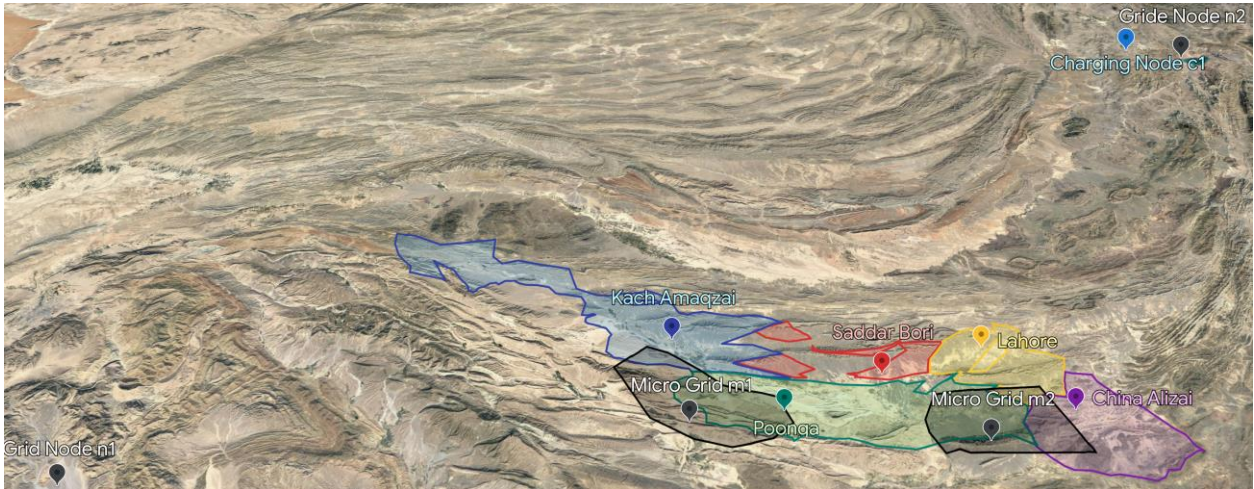 Gride Node n2
Charging Node c1
Kach Amaqzai
Saddar Bori
Lahore
Micro Grid m1
Micro Grid m2
China Alizai
Poonga
Grid Node n1